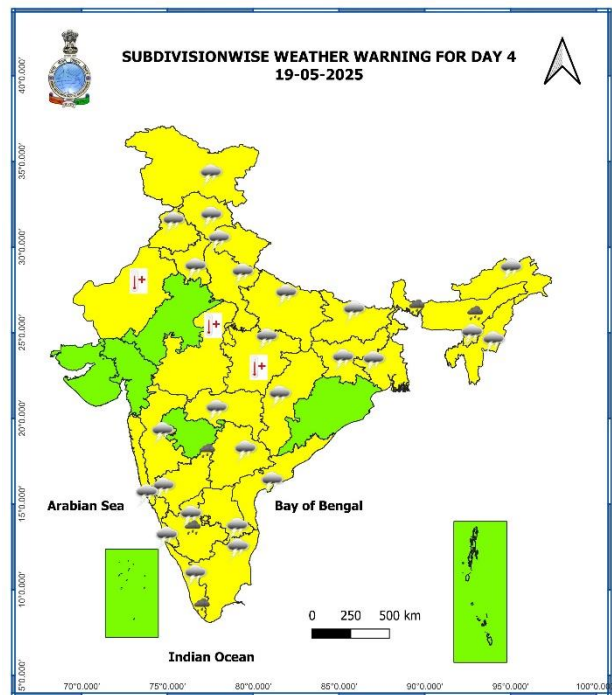 SUBDIVISIONWISE WEATHER WARNING FOR DAY 4
19-05-2025
40°0.000'
35°0.000'
30°0.000'
25°0.000'
20°0.000'
15°0.000'
10°0.000'
5°0.000'
Arabian Sea
Bay of Bengal
0 250 500 km
Indian Ocean
70°0.000' 75°0.000' 80°0.000' 85°0.000' 90°0.000' 95°0.000' 100°0.000'